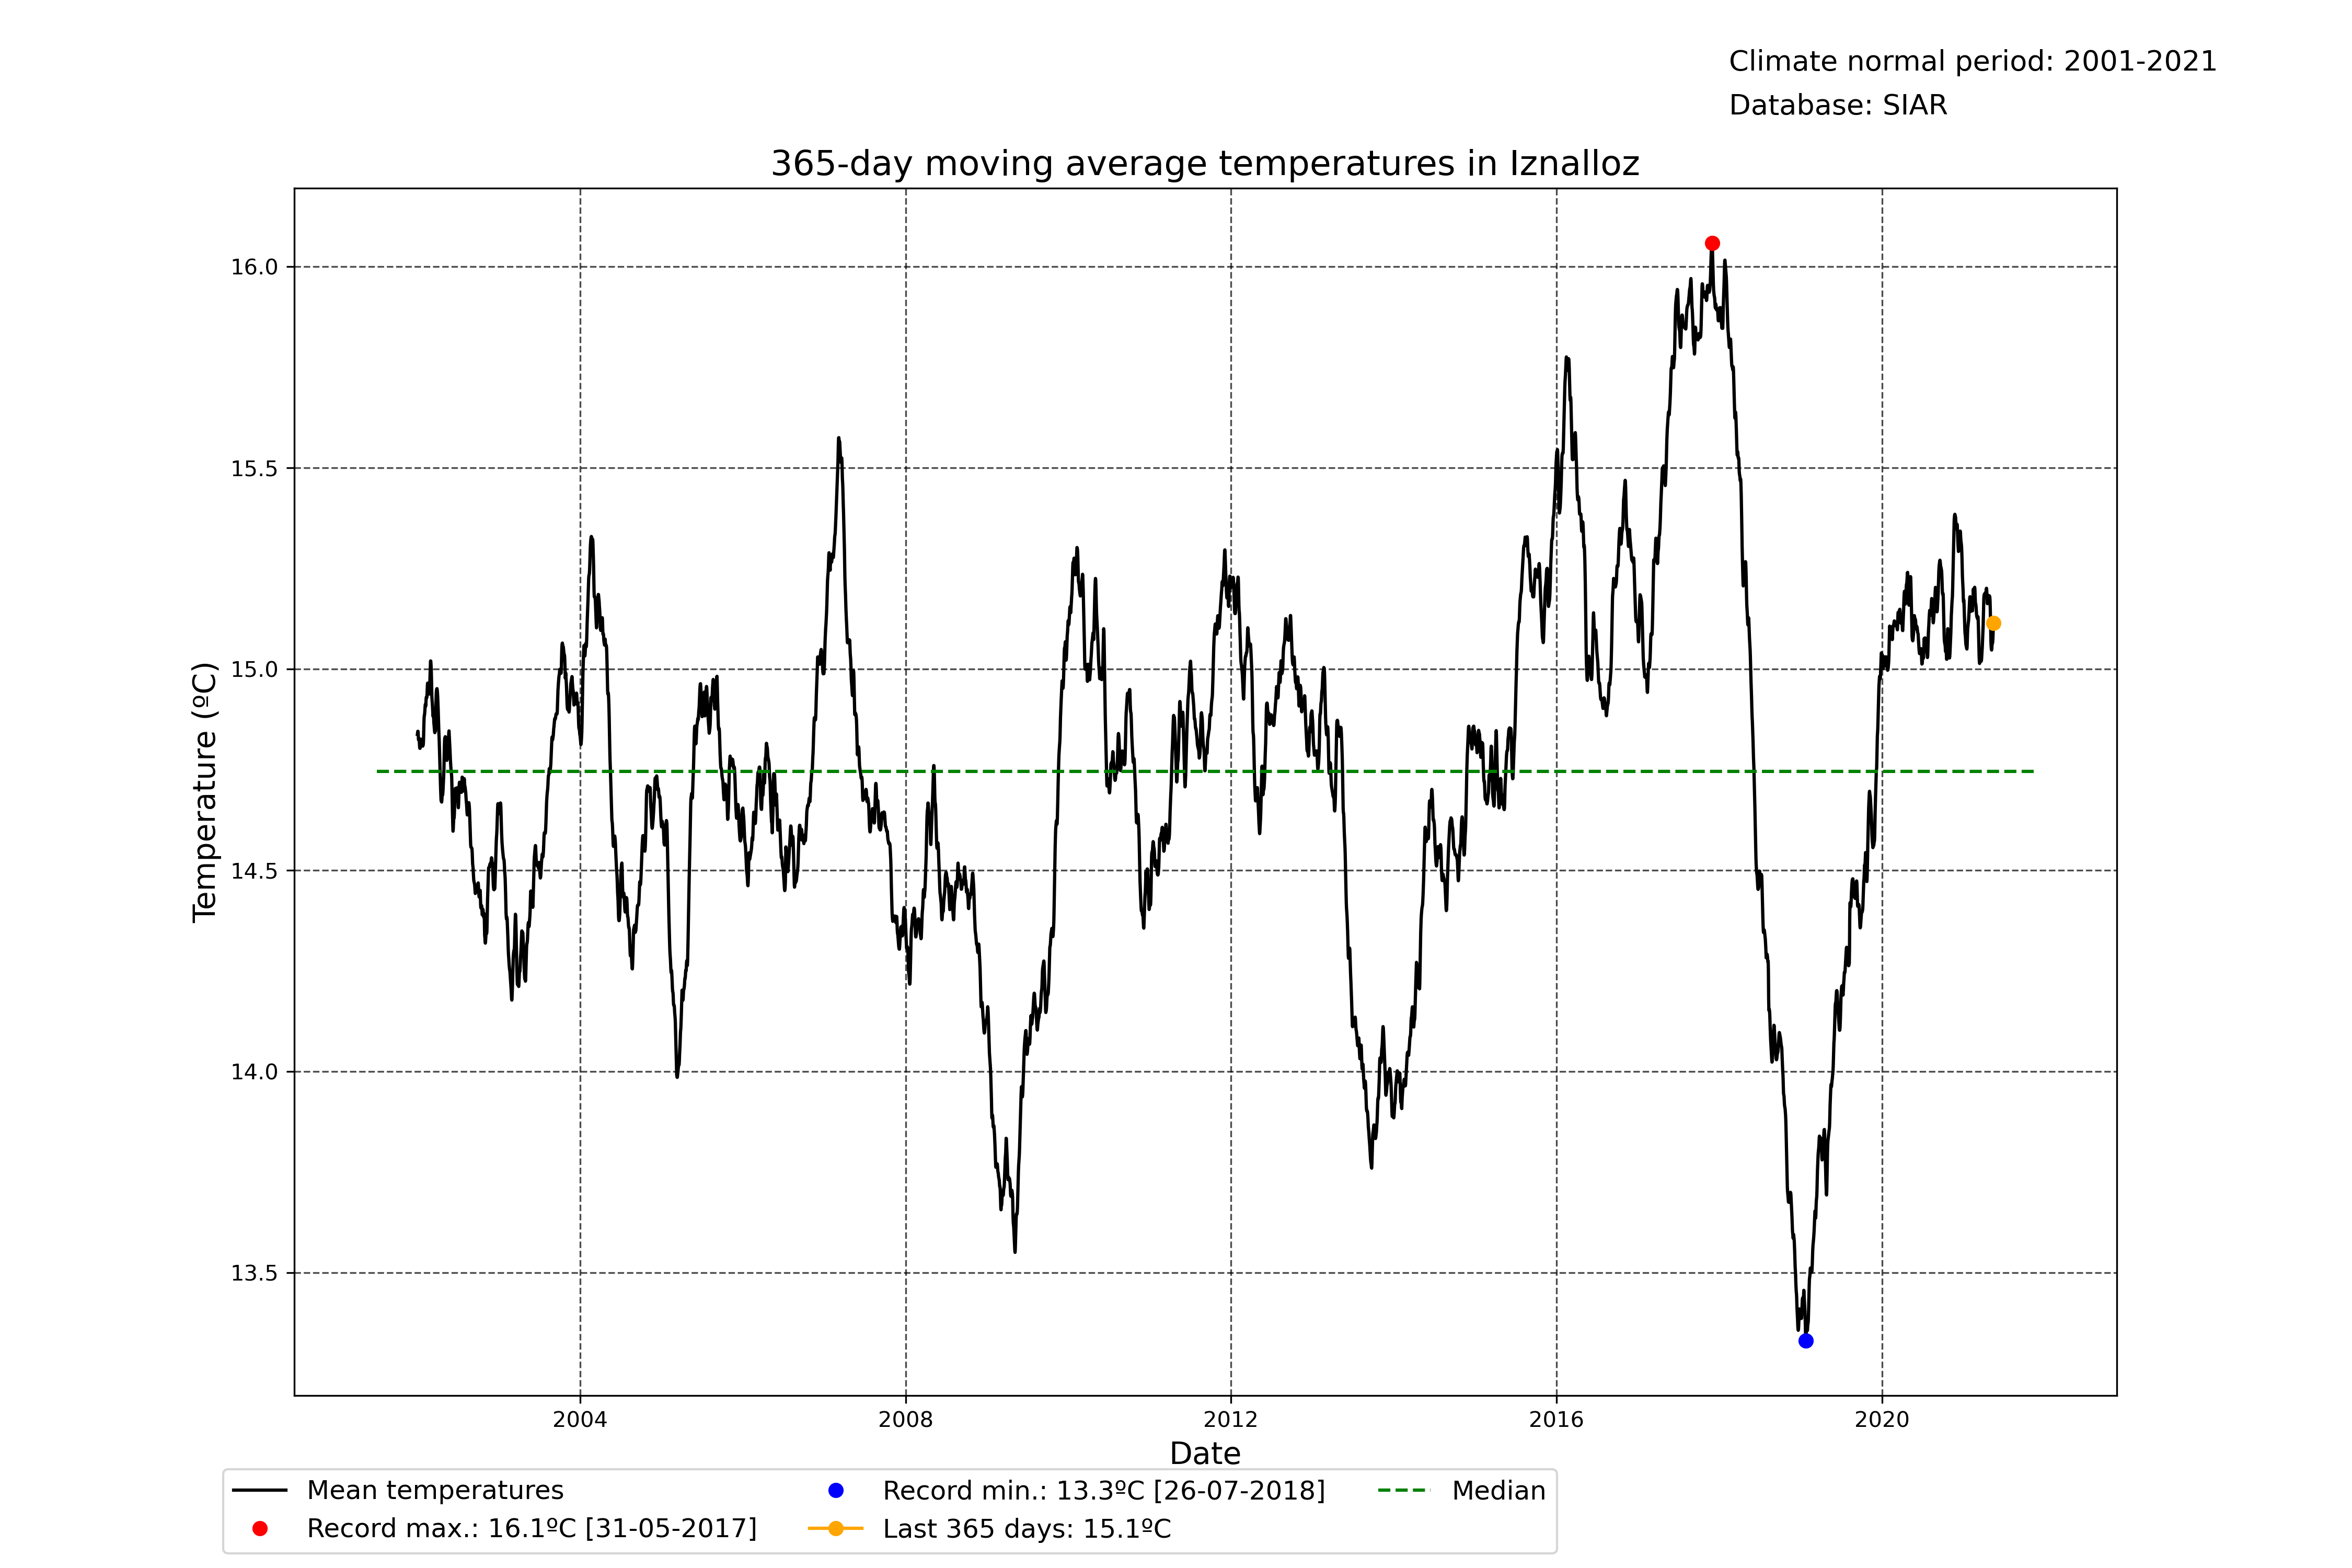 Climate normal period: 2001-2021
Database: SIAR
365-day moving average temperatures in Iznalloz
Temperature (ºC)
16.0
15.5
15.0
14.5
14.0
13.5
2004 2008 2012 2016 2020
Date
Mean temperatures
Record max.: 16.1ºC [31-05-2017]
Record min.: 13.3ºC [26-07-2018]
Last 365 days: 15.1ºC
Median